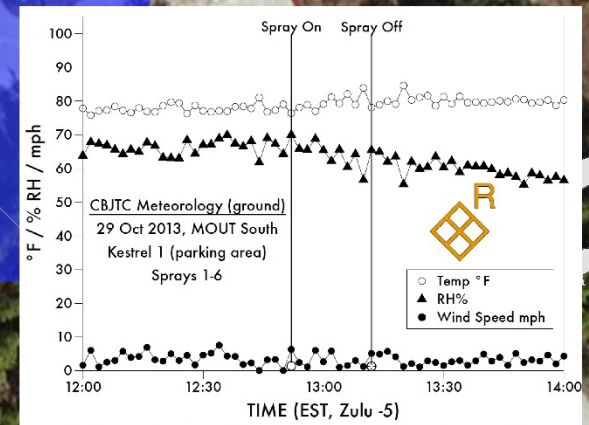 Spray On Spray Off
100
90
80
70
60
50
40
30
20
10
0
°F / % RH / mph
CBJTC Meteorology (ground)
29 Oct 2013, MOUT South
Kestrel 1 (parking area)
Sprays 1-6
R
Temp °F
RH%
Wind Speed mph
12:00 12:30 13:00 13:30 14:00
TIME (EST, Zulu -5)